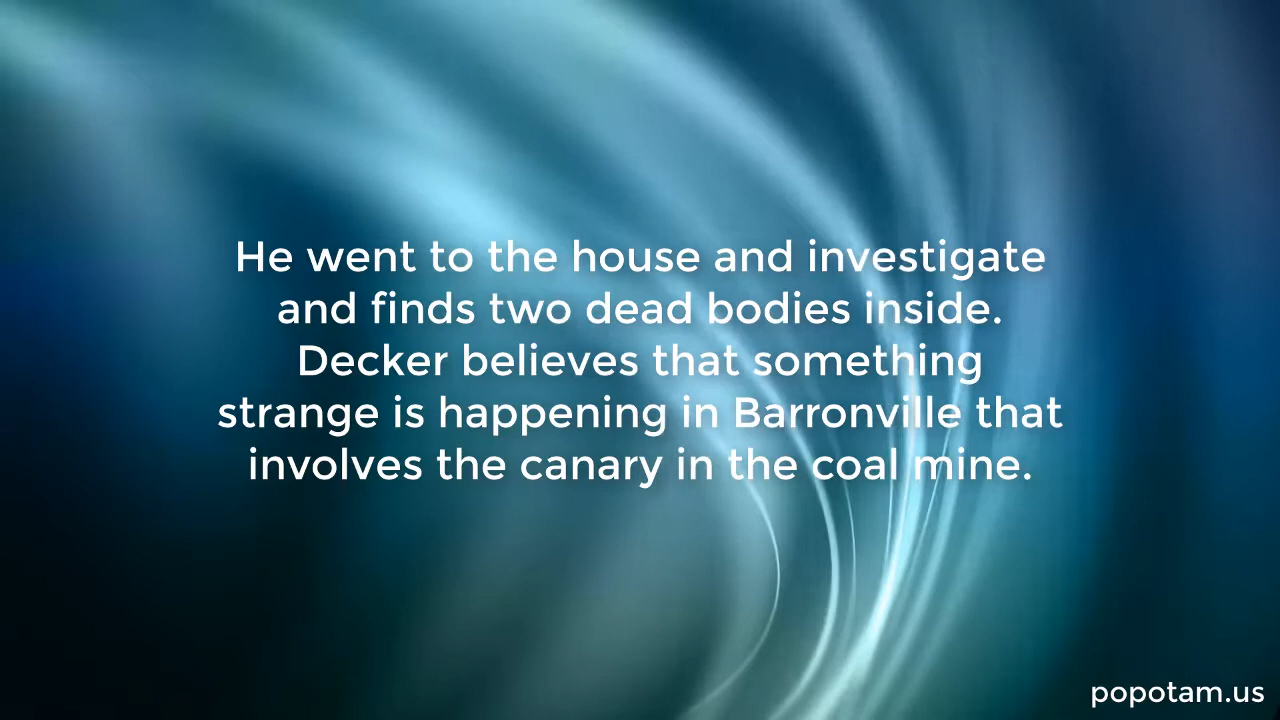 He went to the house and investigate
and finds two dead bodies inside.
Decker believes that something
strange is happening in Barronville that
involves the canary in the coal mine.
popotam.us